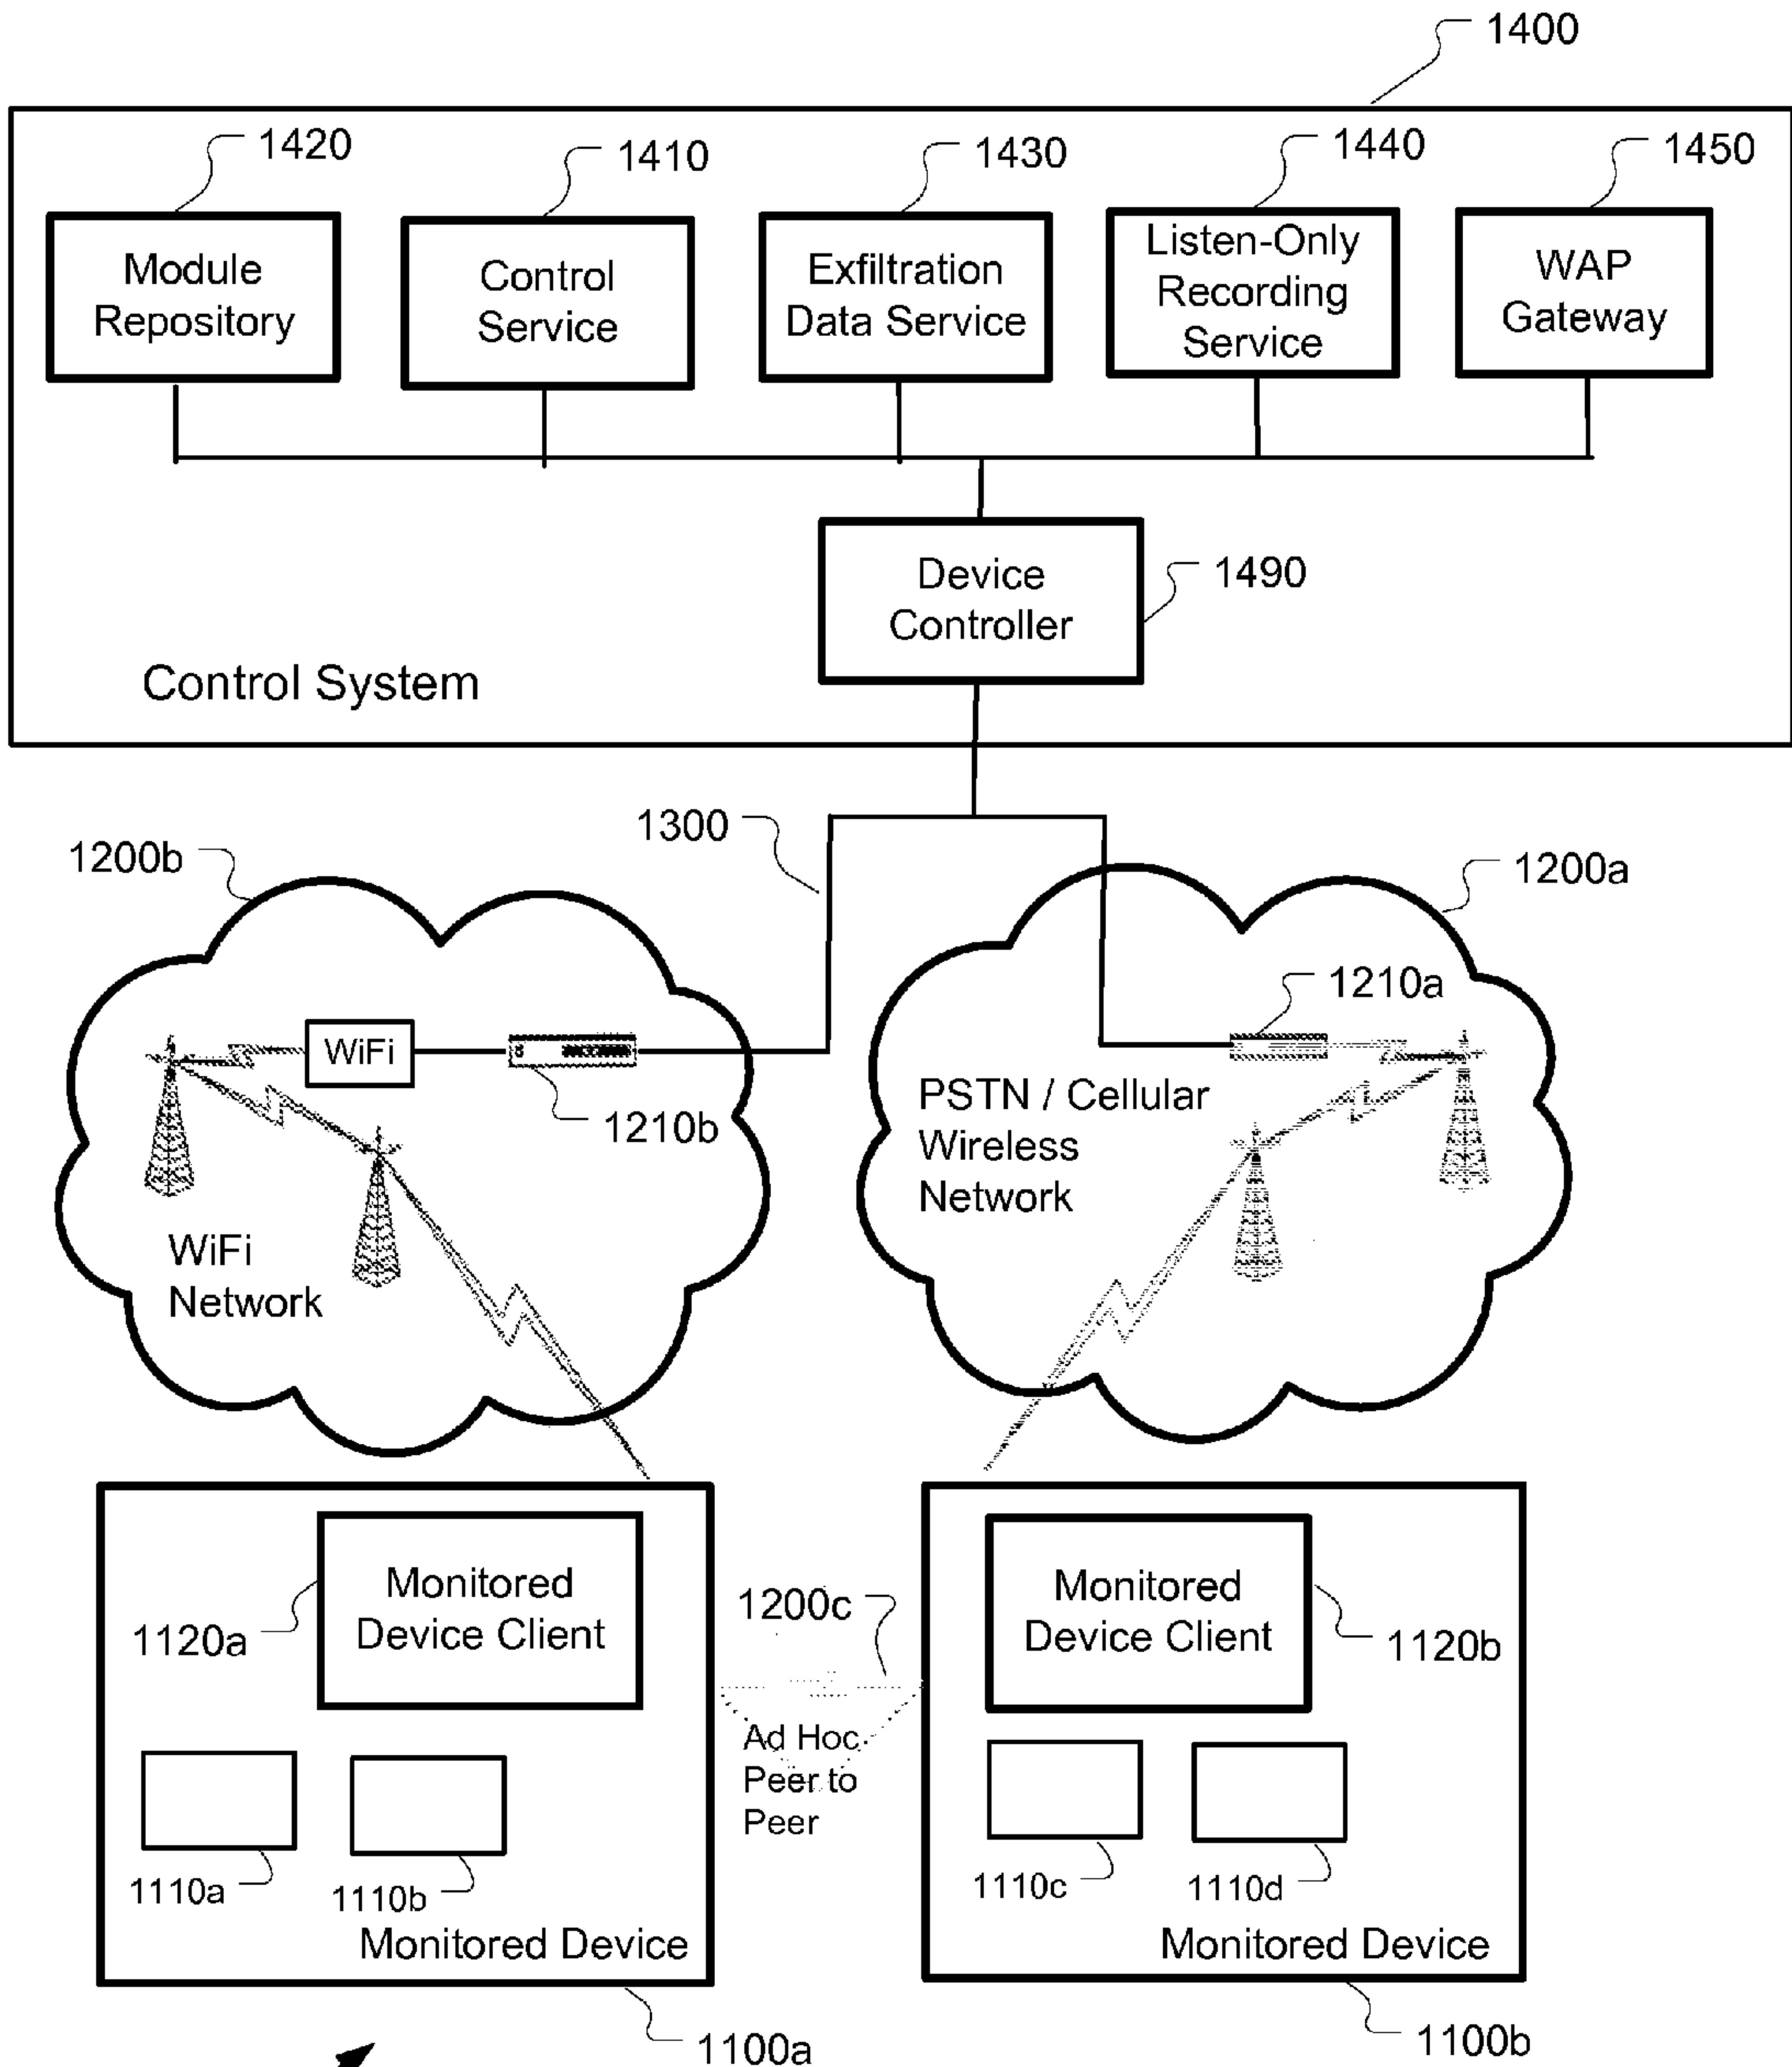 1400
1420
1410
1430
1440
1450
Module
Repository
Control
Service
Exfiltration
Data Service
Listen-Only
Recording
Service
WAP
Gateway
Device
Controller
1490
Control System
1300
1200b
1200a
1210a
WiFi
1210b
PSTN / Cellular
Wireless
Network
WiFi
Network
Monitored
Device Client
1120a
1200c
Monitored
Device Client
1120b
Ad Hoc
Peer to
Peer
1110a
1110b
1110c
1110d
Monitored Device
Monitored Device
1100a
1100b